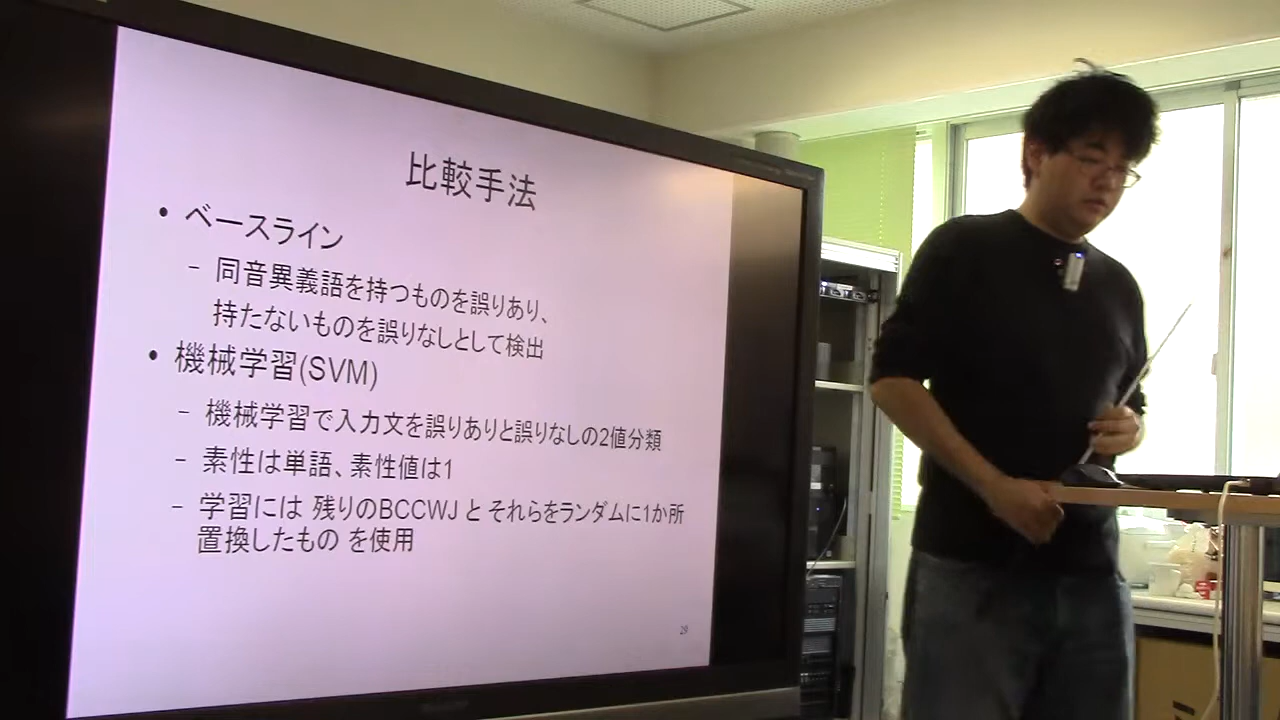 比較手法
• ベースライン
– 同音異義語を持つものを誤りあり、
持たないものを誤りなしとして検出
• 機械学習(SVM)
– 機械学習で入力文を誤りありと誤りなしの2値分類
– 素性は単語、素性値は1
– 学習には 残りのBCCWJ と それらをランダムに1か所
置換したもの を使用
29